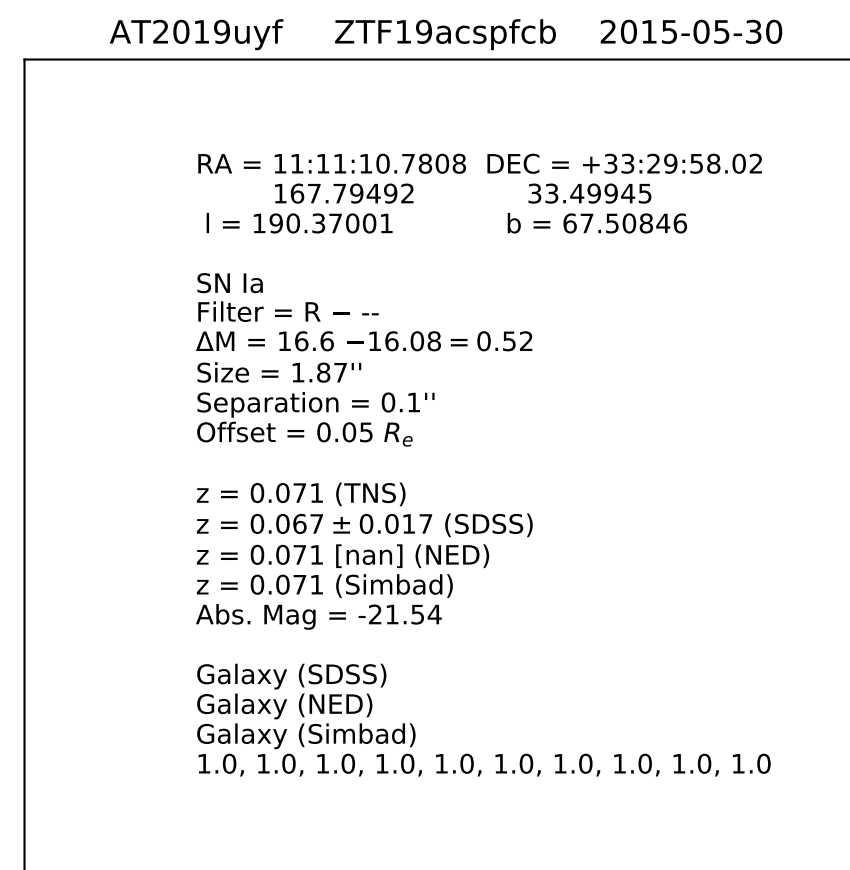 AT2019uyf ZTF19acspfcb 2015-05-30
RA = 11:11:10.7808 DEC = +33:29:58.02
167.79492 33.49945
l = 190.37001 b = 67.50846
SN Ia
Filter = R − --
ΔM = 16.6 −16.08 = 0.52
Size = 1.87''
Separation = 0.1''
Offset = 0.05 Rₑ
z = 0.071 (TNS)
z = 0.067 ± 0.017 (SDSS)
z = 0.071 [nan] (NED)
z = 0.071 (Simbad)
Abs. Mag = -21.54
Galaxy (SDSS)
Galaxy (NED)
Galaxy (Simbad)
1.0, 1.0, 1.0, 1.0, 1.0, 1.0, 1.0, 1.0, 1.0, 1.0